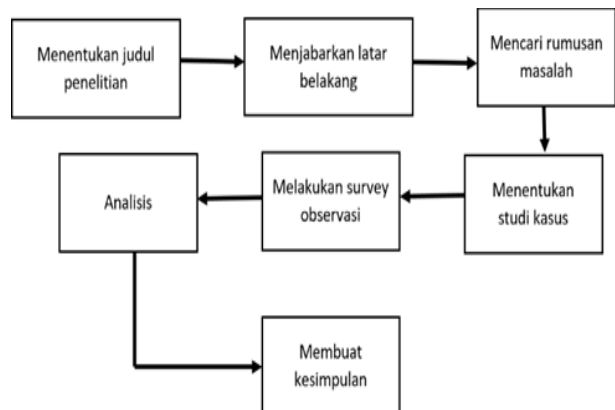 Menentukan judul
penelitian
Menjabarkan latar
belakang
Mencari rumusan
masalah
Menentukan
studi kasus
Melakukan survey
observasi
Analisis
Membuat
kesimpulan